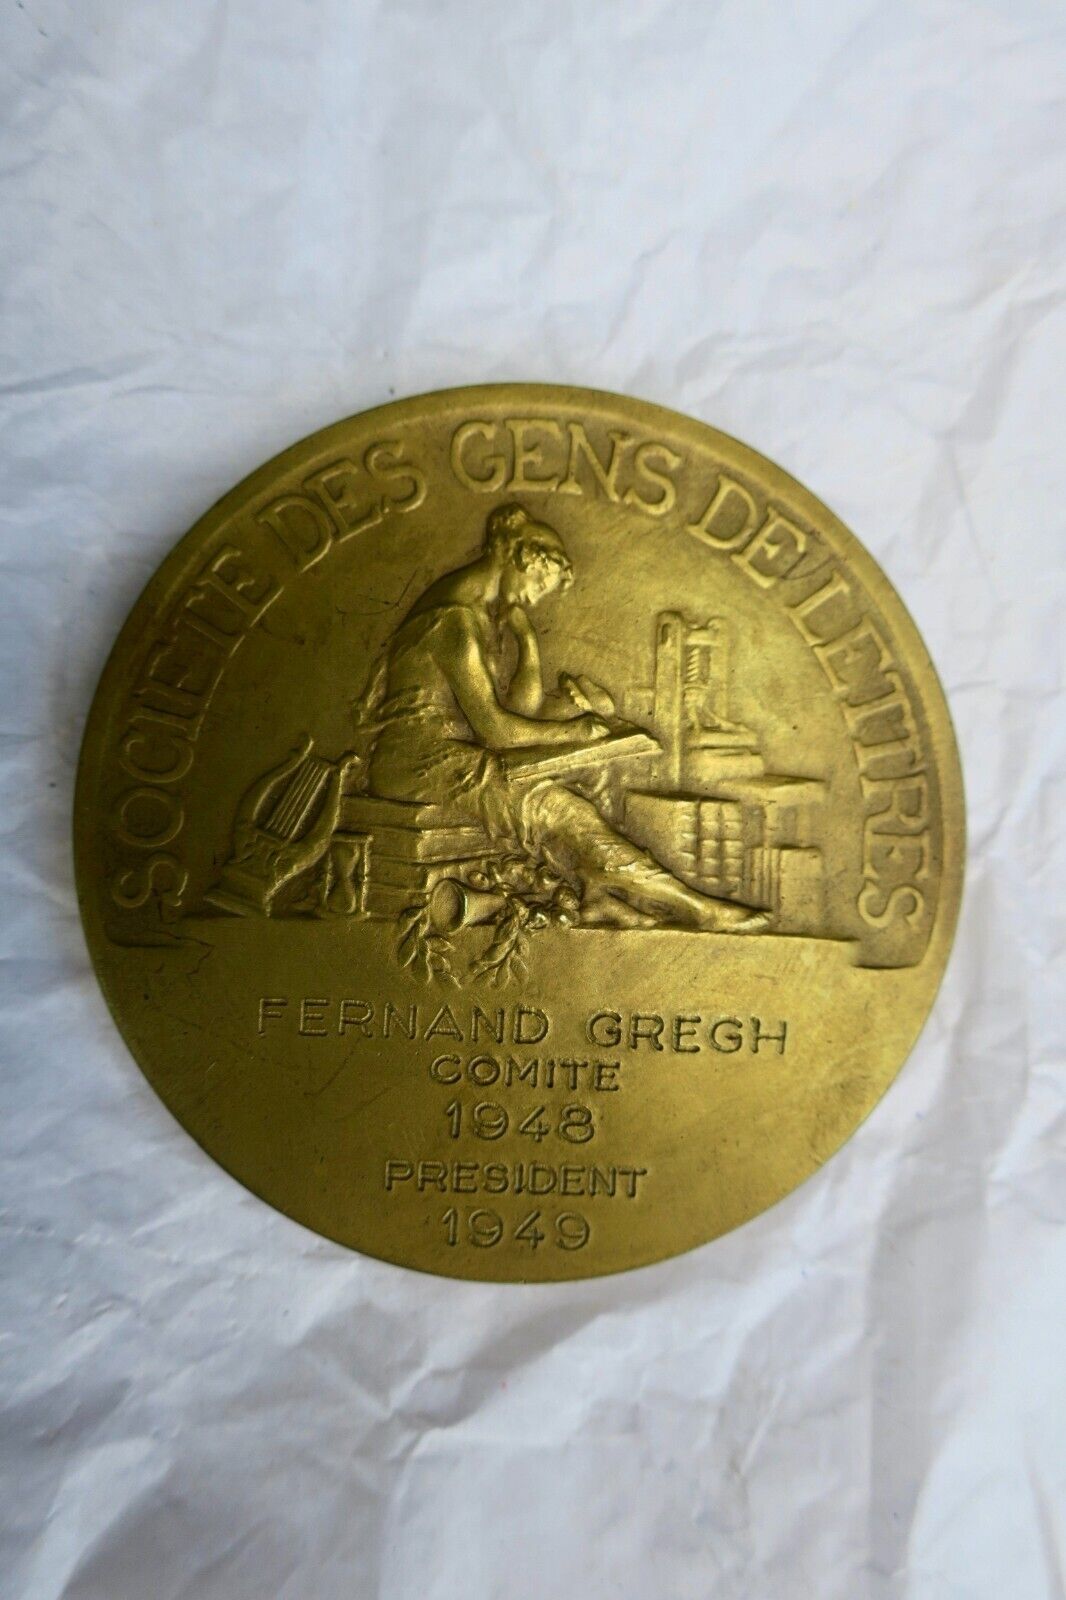 SOCIETE DES GENS DE LETTRES
FERNAND GREGH
COMITE
1948
PRESIDENT
1949